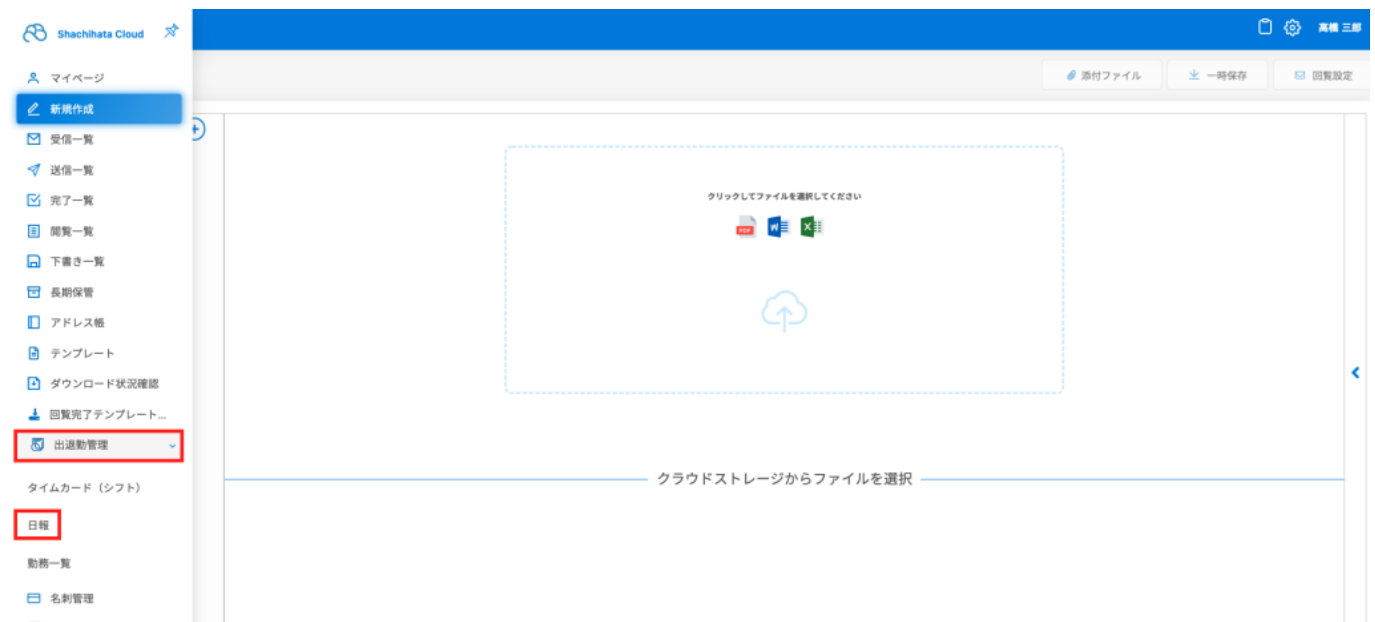 Shachihata Cloud
高橋 三郎
マイページ
添付ファイル
一時保存
回覧設定
新規作成
受信一覧
送信一覧
完了一覧
閲覧一覧
下書き一覧
長期保管
アドレス帳
テンプレート
ダウンロード状況確認
回覧完了テンプレート...
出退勤管理
タイムカード（シフト）
日報
勤務一覧
名刺管理
クリックしてファイルを選択してください
PDF
W
X
クラウドストレージからファイルを選択